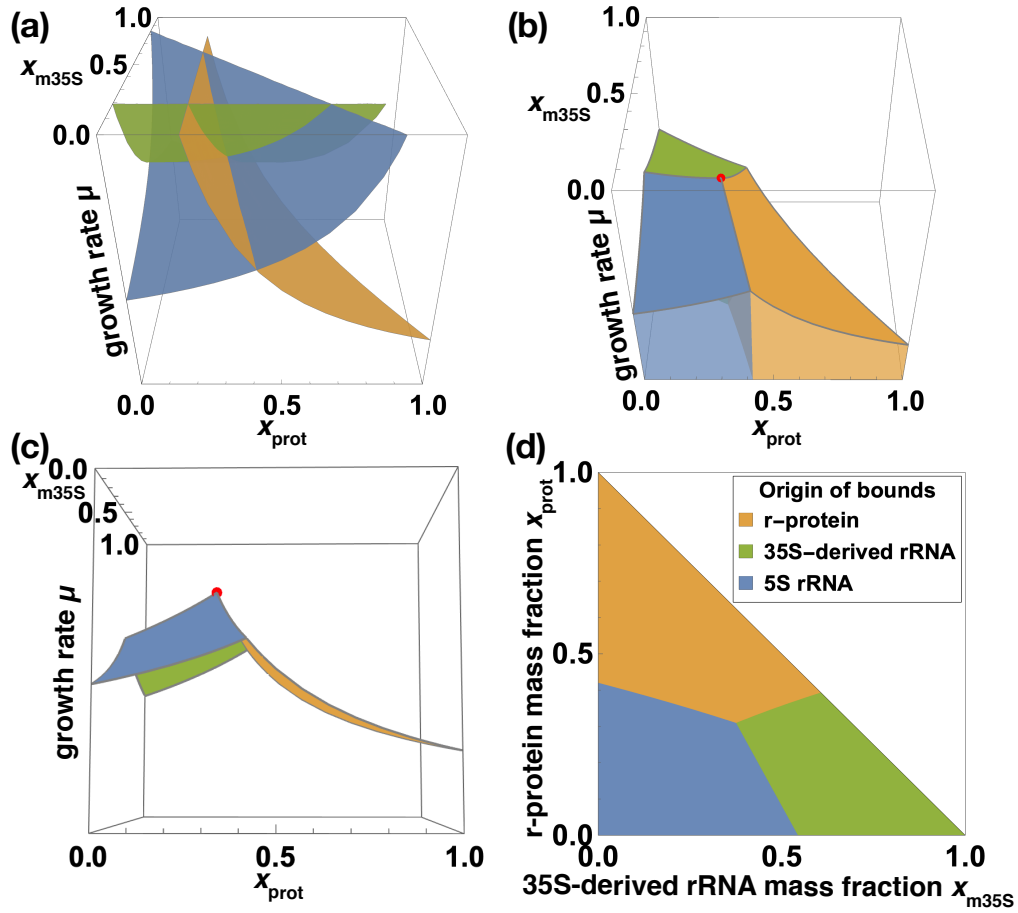 (a)
1.0
0.5
x_m35S
0.0
growth rate μ
0.0
0.5
1.0
x_prot
(b)
1.0
0.5
x_m35S
0.0
growth rate μ
0.0
0.5
1.0
x_prot
(c)
0.0
x_m35S
0.5
1.0
growth rate μ
0.0
0.5
1.0
x_prot
(d)
1.0
0.5
0.0
r-protein mass fraction x_prot
Origin of bounds
r-protein
35S-derived rRNA
5S rRNA
0.0
0.5
1.0
35S-derived rRNA mass fraction x_m35S